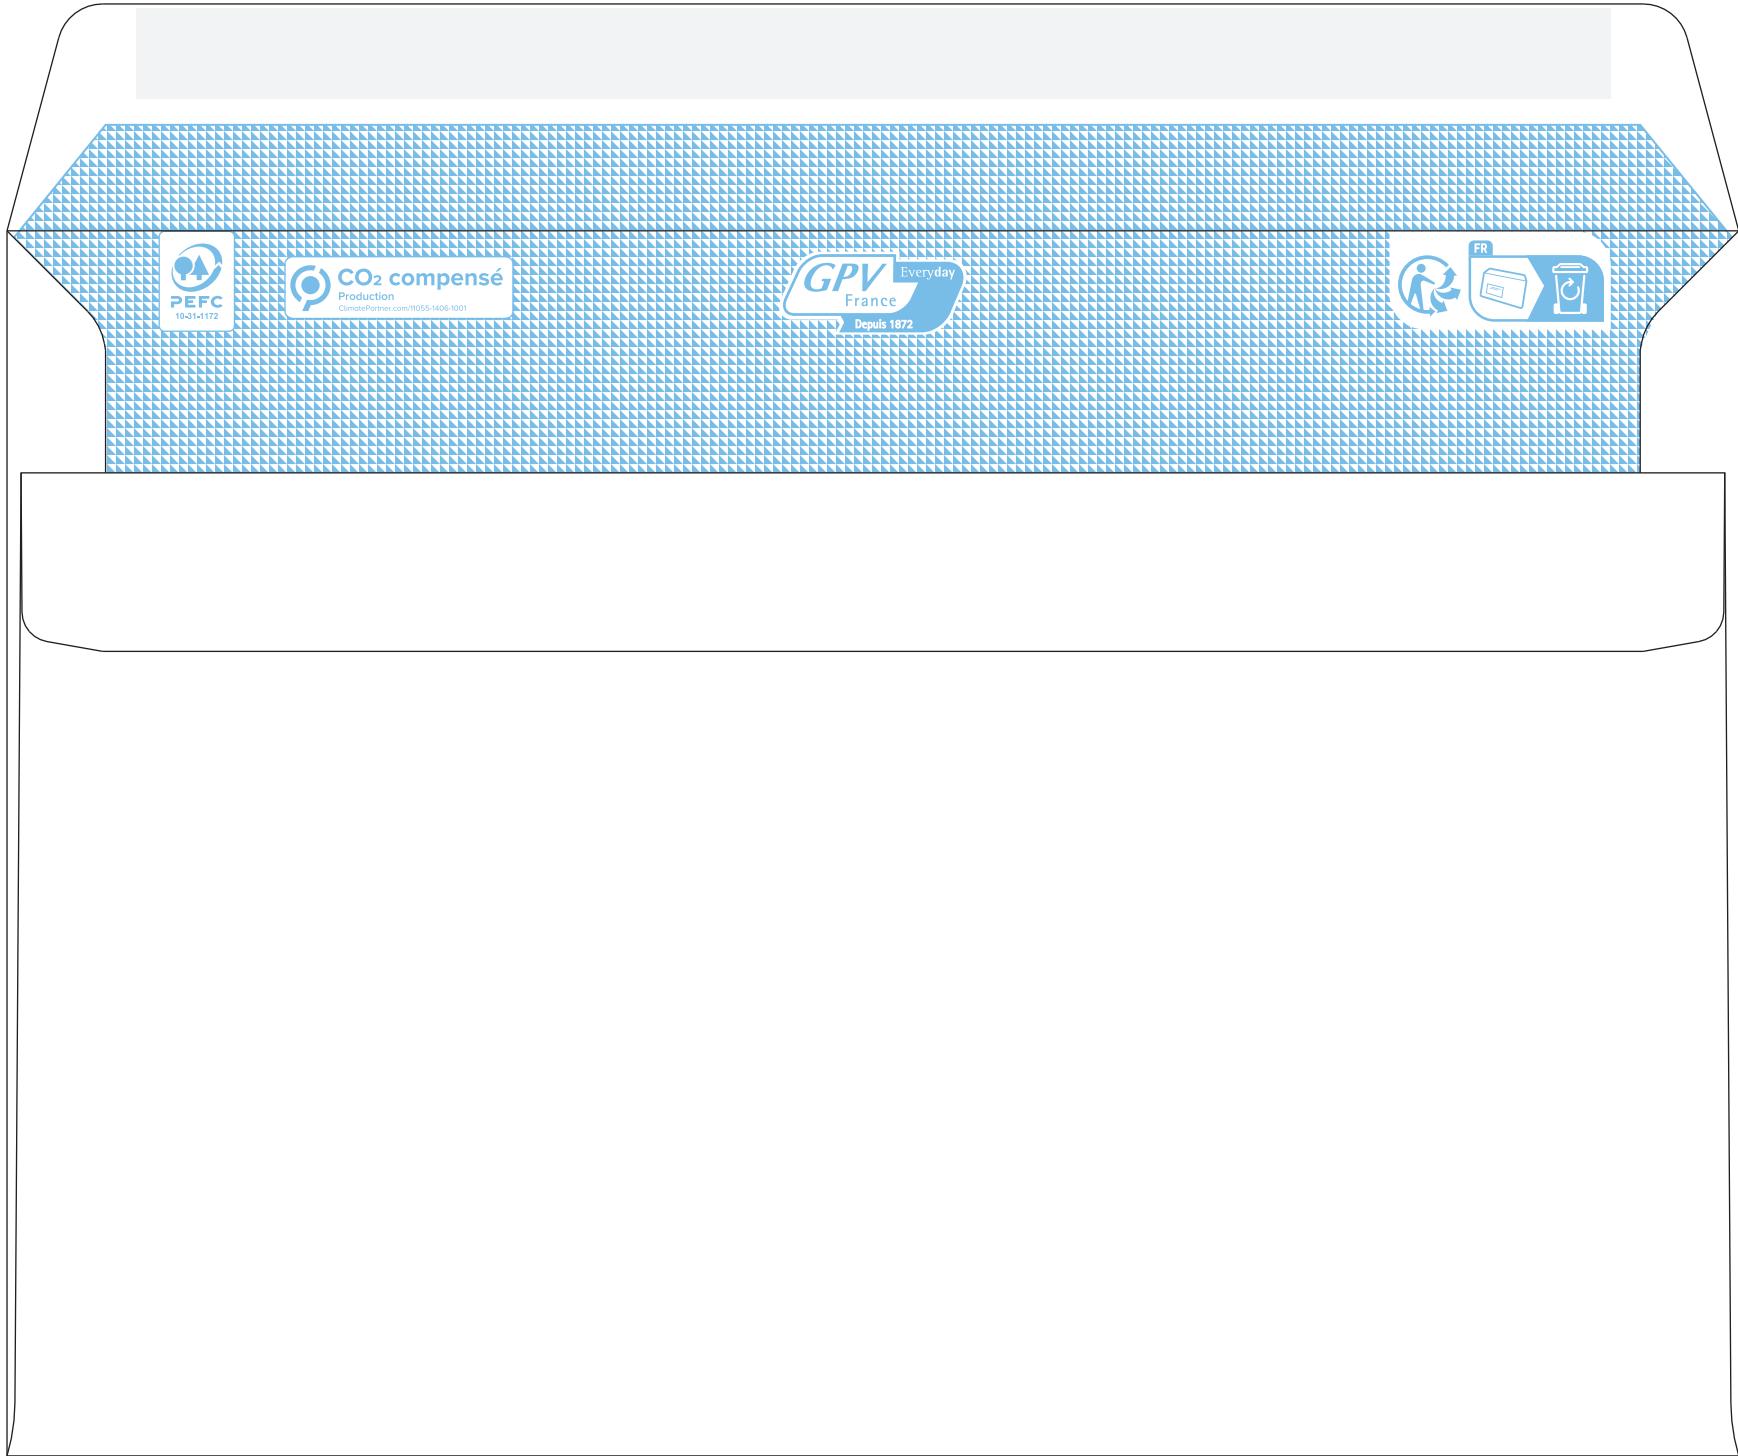 PEFC
10-31-1172
CO₂ compensé
Production
ClimatePartner.com/11055-1406-1001
GPV
France
Everyday
Depuis 1872
FR